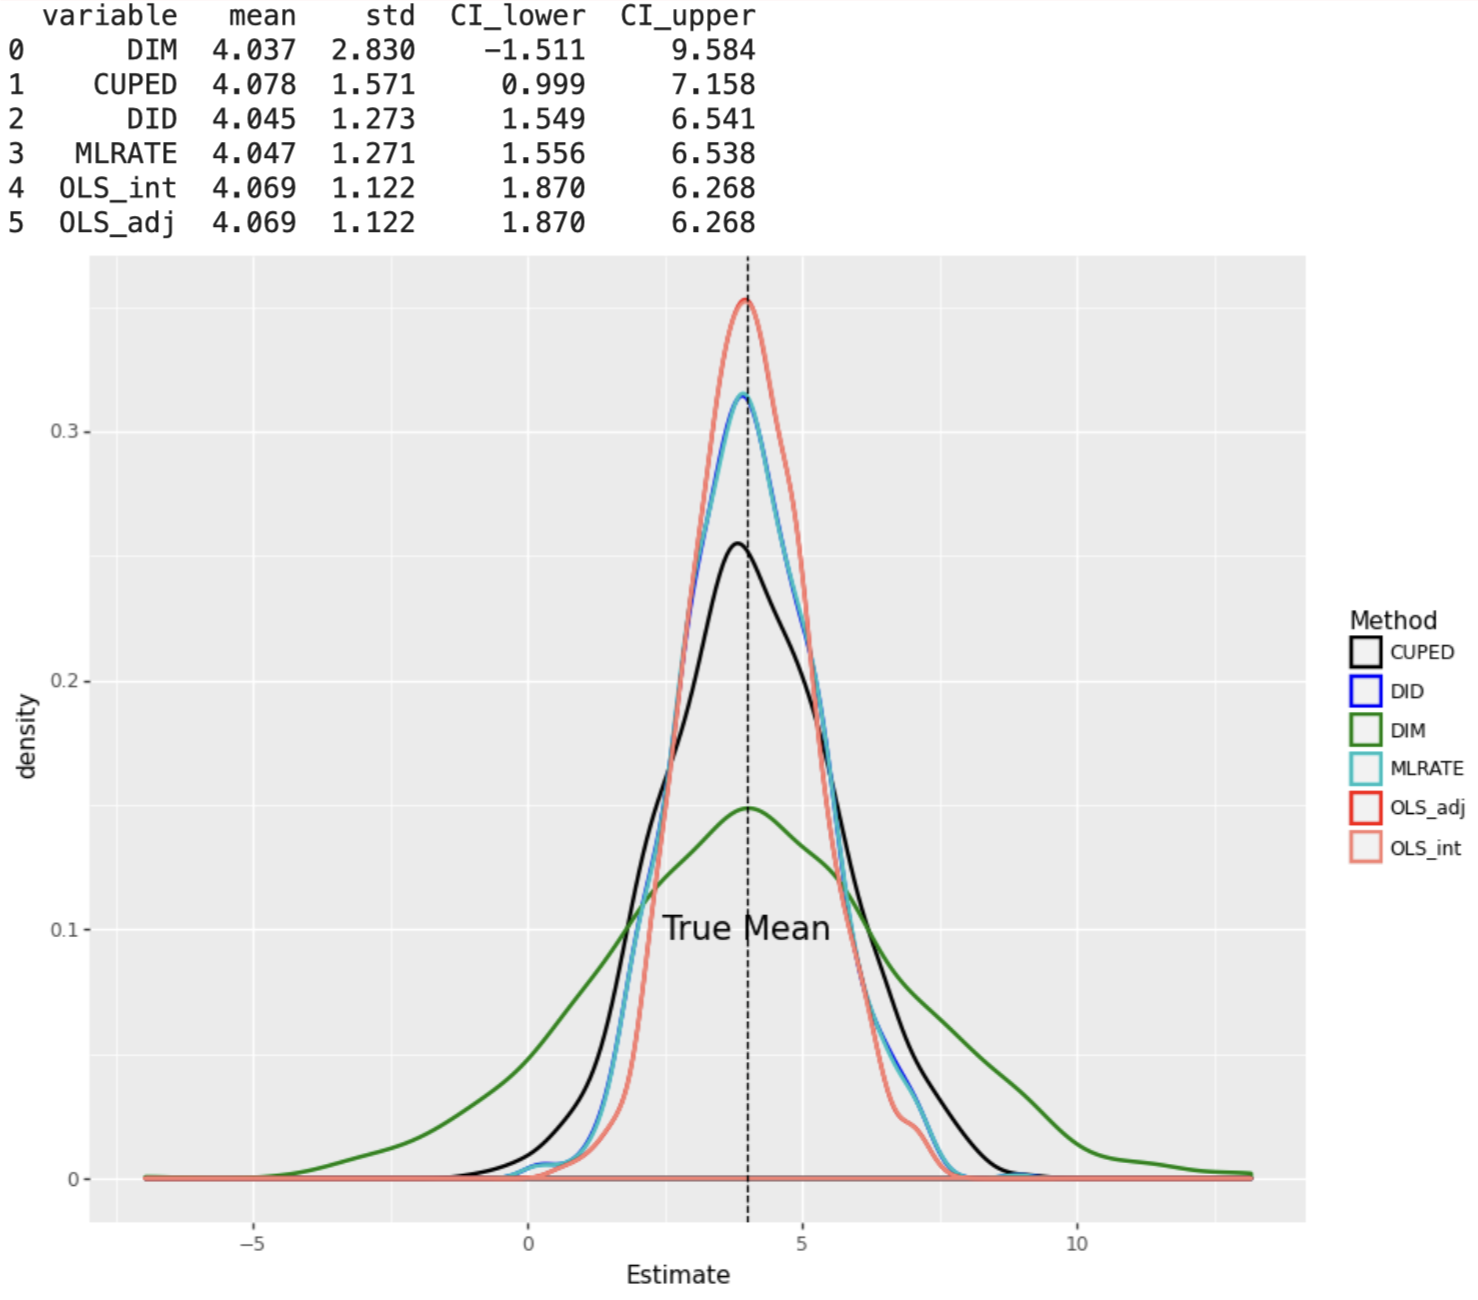 variable mean std CI_lower CI_upper
0 DIM 4.037 2.830 −1.511 9.584
1 CUPED 4.078 1.571 0.999 7.158
2 DID 4.045 1.273 1.549 6.541
3 MLRATE 4.047 1.271 1.556 6.538
4 OLS_int 4.069 1.122 1.870 6.268
5 OLS_adj 4.069 1.122 1.870 6.268
0.3
0.2
0.1
0
density
True Mean
−5 0 5 10
Estimate
Method
CUPED
DID
DIM
MLRATE
OLS_adj
OLS_int